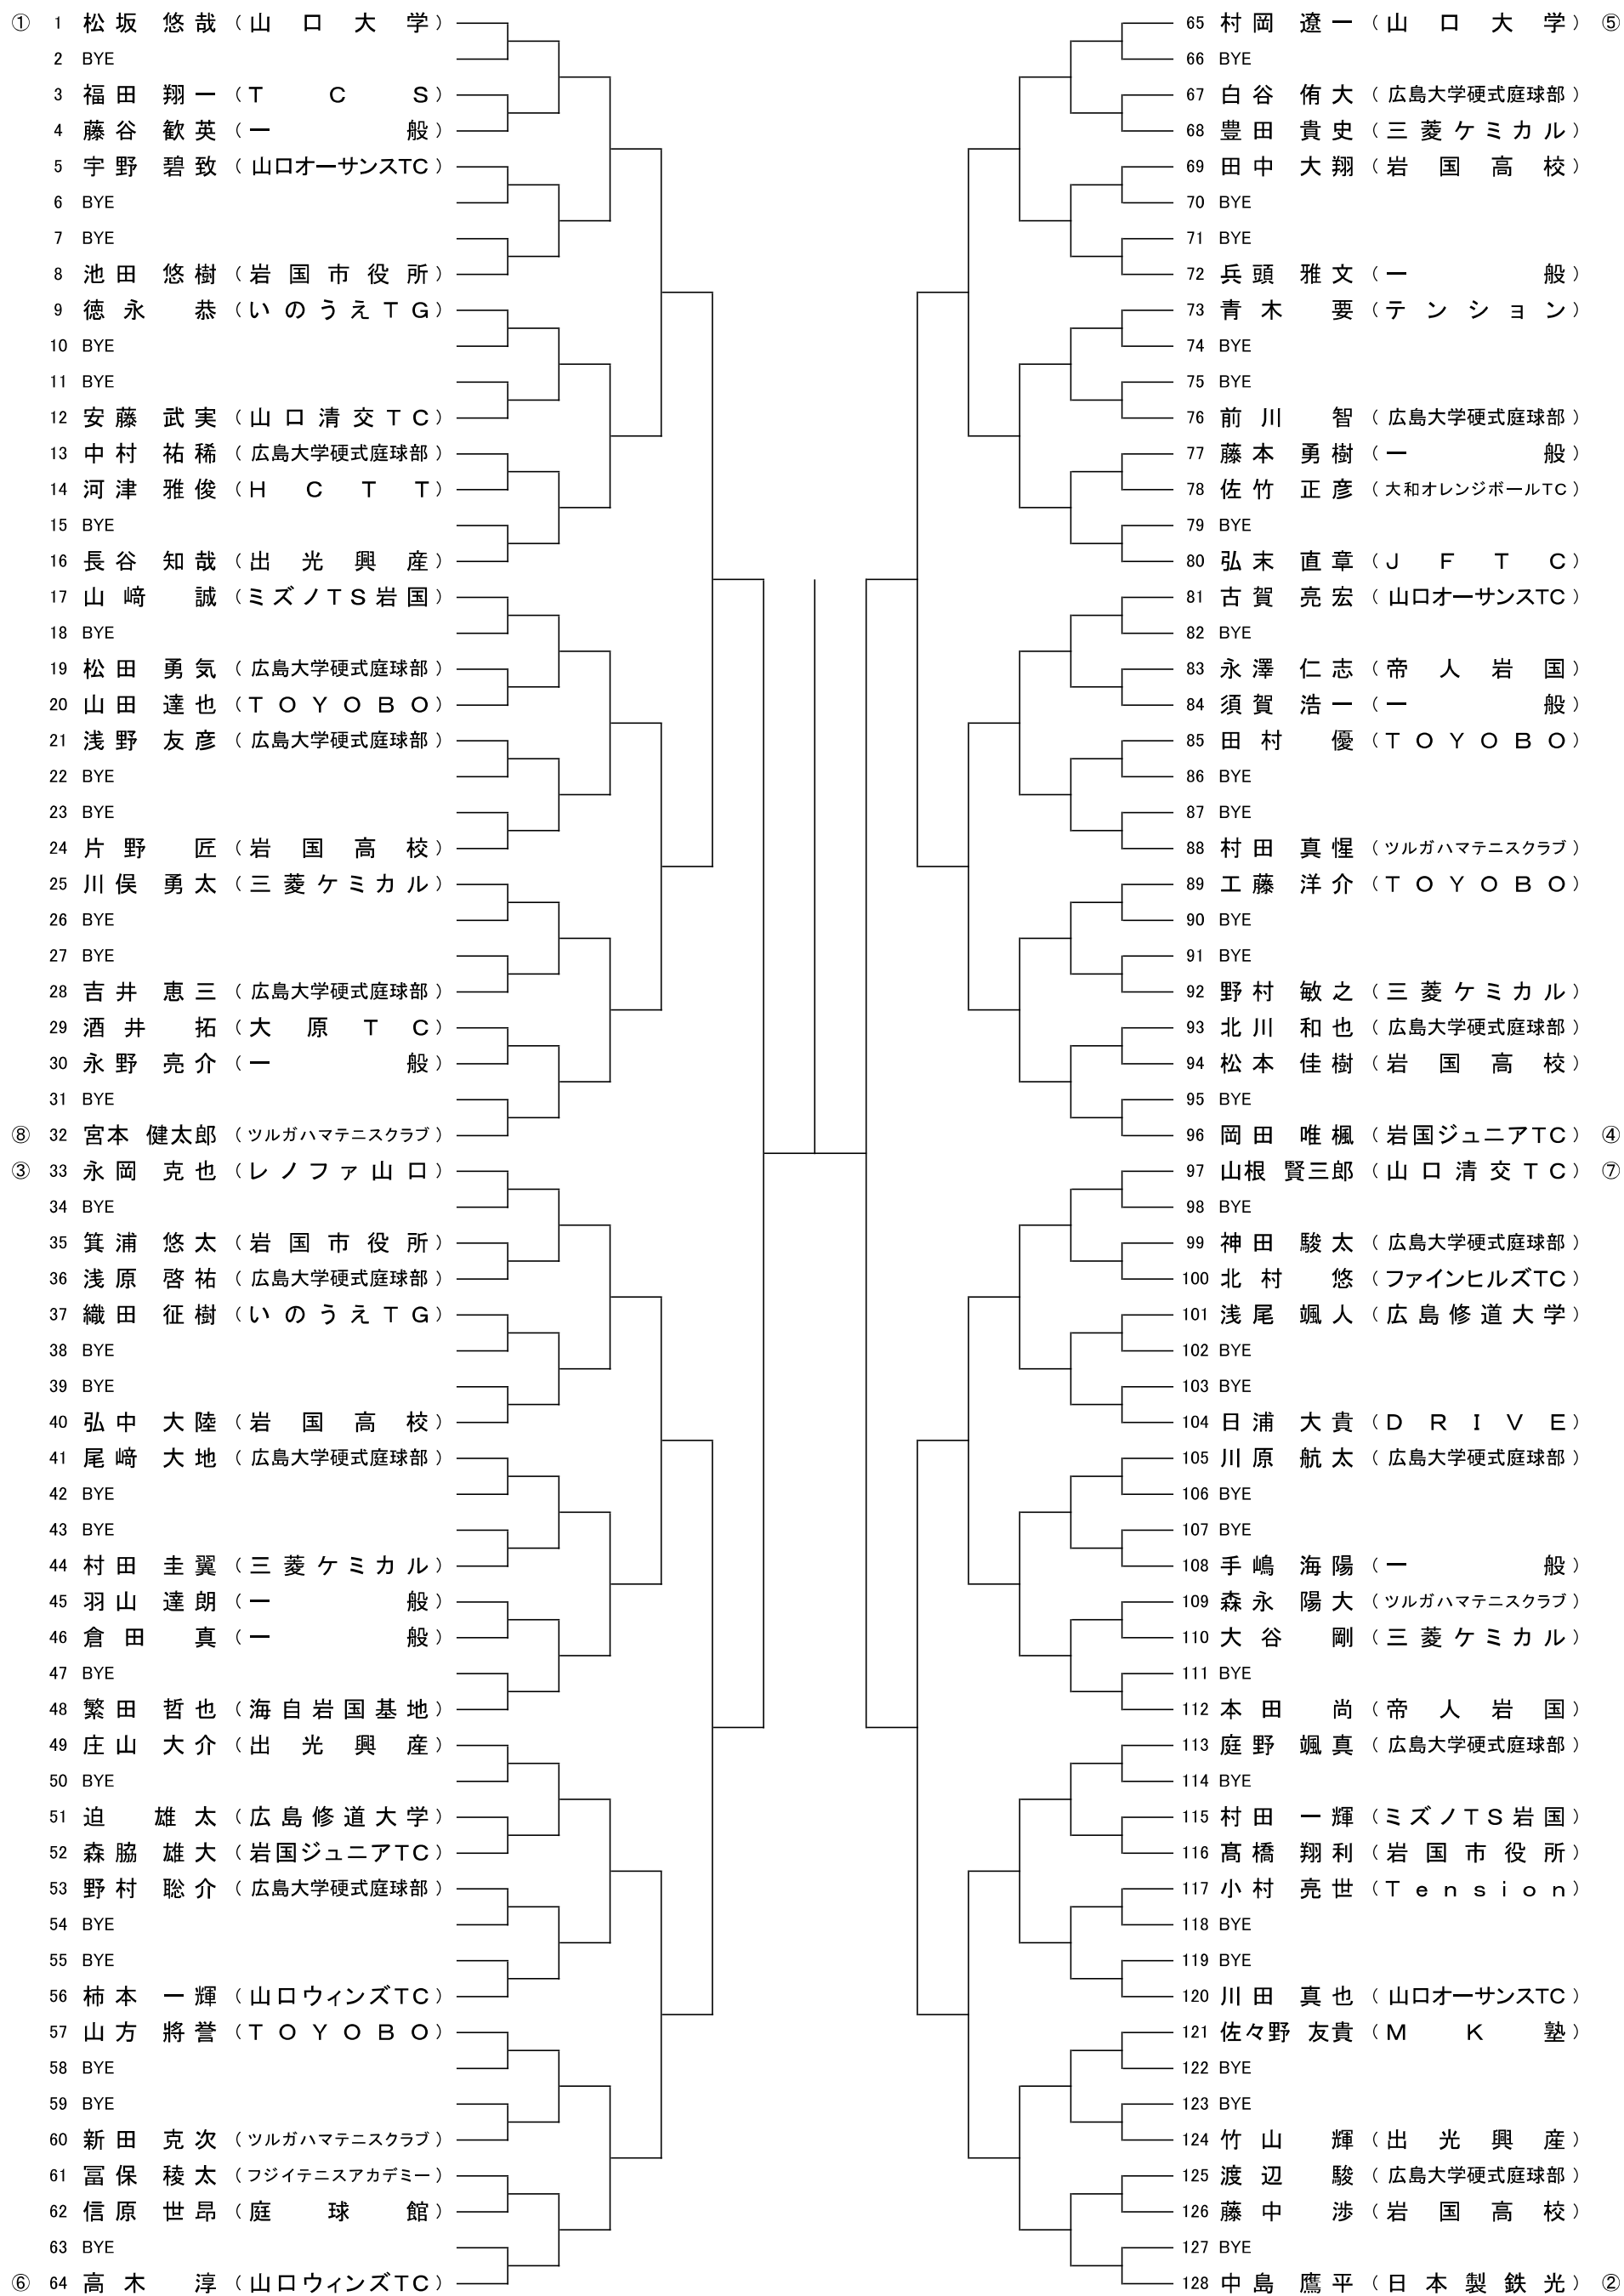 ① 1 松坂 悠哉 (山口大学)
2 BYE
3 福田 翔一 (TCS)
4 藤谷 歓英 (一般)
5 宇野 碧致 (山口オーサンスTC)
6 BYE
7 BYE
8 池田 悠樹 (岩国市役所)
9 徳永 恭 (いのうえTG)
10 BYE
11 BYE
12 安藤 武実 (山口清交TC)
13 中村 祐稀 (広島大学硬式庭球部)
14 河津 雅俊 (HCTT)
15 BYE
16 長谷 知哉 (出光興産)
17 山﨑 誠 (ミズノTS岩国)
18 BYE
19 松田 勇気 (広島大学硬式庭球部)
20 山田 達也 (TOYOBO)
21 浅野 友彦 (広島大学硬式庭球部)
22 BYE
23 BYE
24 片野 匠 (岩国高校)
25 川俣 勇太 (三菱ケミカル)
26 BYE
27 BYE
28 吉井 恵三 (広島大学硬式庭球部)
29 酒井 拓 (大原TC)
30 永野 亮介 (一般)
31 BYE
⑧ 32 宮本 健太郎 (ツルガハマテニスクラブ)
③ 33 永岡 克也 (レノファ山口)
34 BYE
35 箕浦 悠太 (岩国市役所)
36 浅原 啓祐 (広島大学硬式庭球部)
37 織田 征樹 (いのうえTG)
38 BYE
39 BYE
40 弘中 大陸 (岩国高校)
41 尾﨑 大地 (広島大学硬式庭球部)
42 BYE
43 BYE
44 村田 圭翼 (三菱ケミカル)
45 羽山 達朗 (一般)
46 倉田 真 (一般)
47 BYE
48 繁田 哲也 (海自岩国基地)
49 庄山 大介 (出光興産)
50 BYE
51 迫 雄太 (広島修道大学)
52 森脇 雄大 (岩国ジュニアTC)
53 野村 聡介 (広島大学硬式庭球部)
54 BYE
55 BYE
56 柿本 一輝 (山口ウィンズTC)
57 山方 將誉 (TOYOBO)
58 BYE
59 BYE
60 新田 克次 (ツルガハマテニスクラブ)
61 冨保 稜太 (フジイテニスアカデミー)
62 信原 世昂 (庭球館)
63 BYE
⑥ 64 高木 淳 (山口ウィンズTC)
65 村岡 遼一 (山口大学) ⑤
66 BYE
67 白谷 侑大 (広島大学硬式庭球部)
68 豊田 貴史 (三菱ケミカル)
69 田中 大翔 (岩国高校)
70 BYE
71 BYE
72 兵頭 雅文 (一般)
73 青木 要 (テンション)
74 BYE
75 BYE
76 前川 智 (広島大学硬式庭球部)
77 藤本 勇樹 (一般)
78 佐竹 正彦 (大和オレンジボールTC)
79 BYE
80 弘末 直章 (JFTC)
81 古賀 亮宏 (山口オーサンスTC)
82 BYE
83 永澤 仁志 (帝人岩国)
84 須賀 浩一 (一般)
85 田村 優 (TOYOBO)
86 BYE
87 BYE
88 村田 真惺 (ツルガハマテニスクラブ)
89 工藤 洋介 (TOYOBO)
90 BYE
91 BYE
92 野村 敏之 (三菱ケミカル)
93 北川 和也 (広島大学硬式庭球部)
94 松本 佳樹 (岩国高校)
95 BYE
96 岡田 唯楓 (岩国ジュニアTC) ④
97 山根 賢三郎 (山口清交TC) ⑦
98 BYE
99 神田 駿太 (広島大学硬式庭球部)
100 北村 悠 (ファインヒルズTC)
101 浅尾 颯人 (広島修道大学)
102 BYE
103 BYE
104 日浦 大貴 (DRIVE)
105 川原 航太 (広島大学硬式庭球部)
106 BYE
107 BYE
108 手嶋 海陽 (一般)
109 森永 陽大 (ツルガハマテニスクラブ)
110 大谷 剛 (三菱ケミカル)
111 BYE
112 本田 尚 (帝人岩国)
113 庭野 颯真 (広島大学硬式庭球部)
114 BYE
115 村田 一輝 (ミズノTS岩国)
116 髙橋 翔利 (岩国市役所)
117 小村 亮世 (Tension)
118 BYE
119 BYE
120 川田 真也 (山口オーサンスTC)
121 佐々野 友貴 (MK塾)
122 BYE
123 BYE
124 竹山 輝 (出光興産)
125 渡辺 駿 (広島大学硬式庭球部)
126 藤中 渉 (岩国高校)
127 BYE
128 中島 鷹平 (日本製鉄光) ②